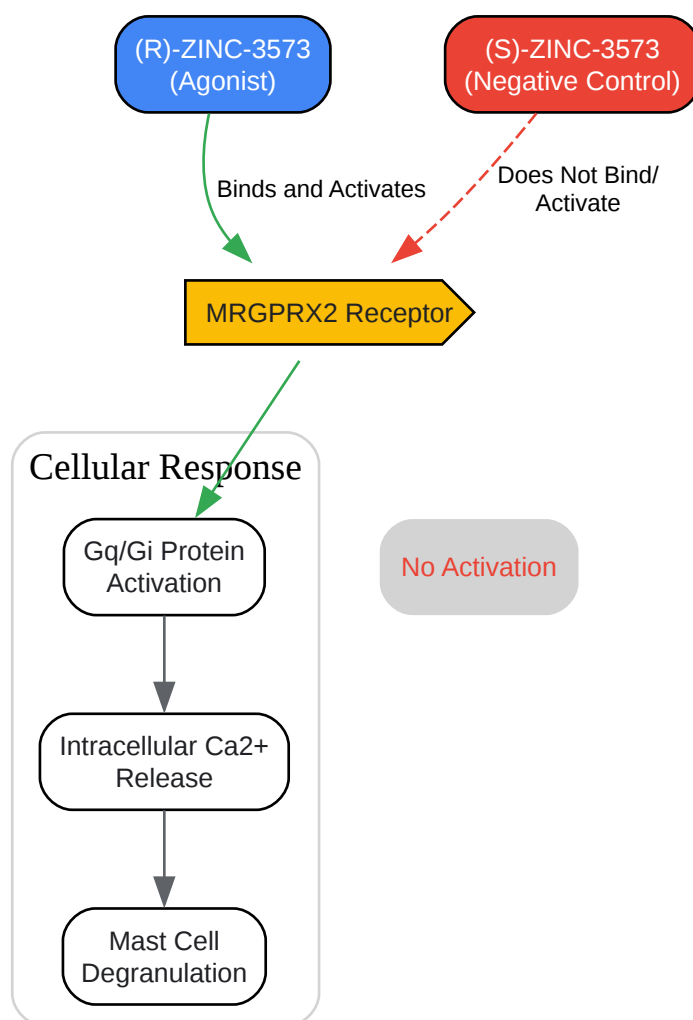 (R)-ZINC-3573
(Agonist)
(S)-ZINC-3573
(Negative Control)
Binds and Activates
Does Not Bind/
Activate
MRGPRX2 Receptor
Cellular Response
Gq/Gi Protein
Activation
No Activation
Intracellular Ca2+
Release
Mast Cell
Degranulation